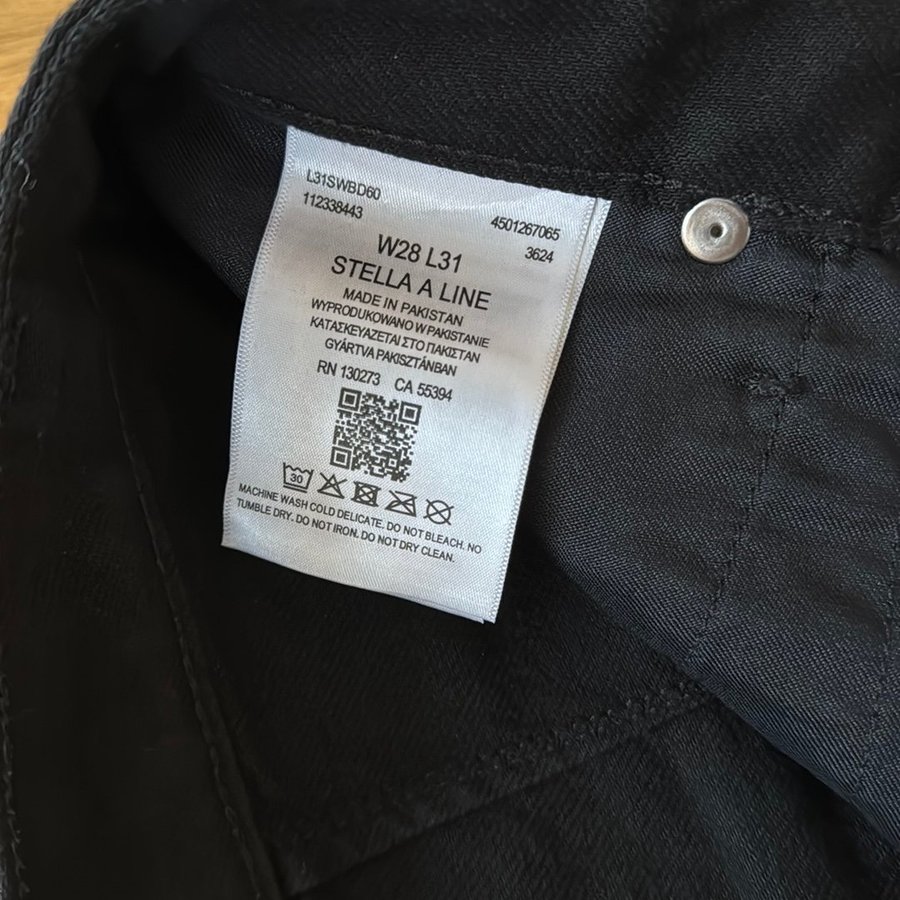 L31SWBD60
112338443
4501267065
3624
W28 L31
STELLA A LINE
MADE IN PAKISTAN
WYPRODUKOWANO W PAKISTANIE
ΚΑΤΑΣΚΕΥΑΖΕΤΑΙ ΣΤΟ ΠΑΚΙΣΤΑΝ
GYÁRTVA PAKISZTÁNBAN
RN 130273 CA 55394
30
MACHINE WASH COLD DELICATE. DO NOT BLEACH. NO
TUMBLE DRY. DO NOT IRON. DO NOT DRY CLEAN.